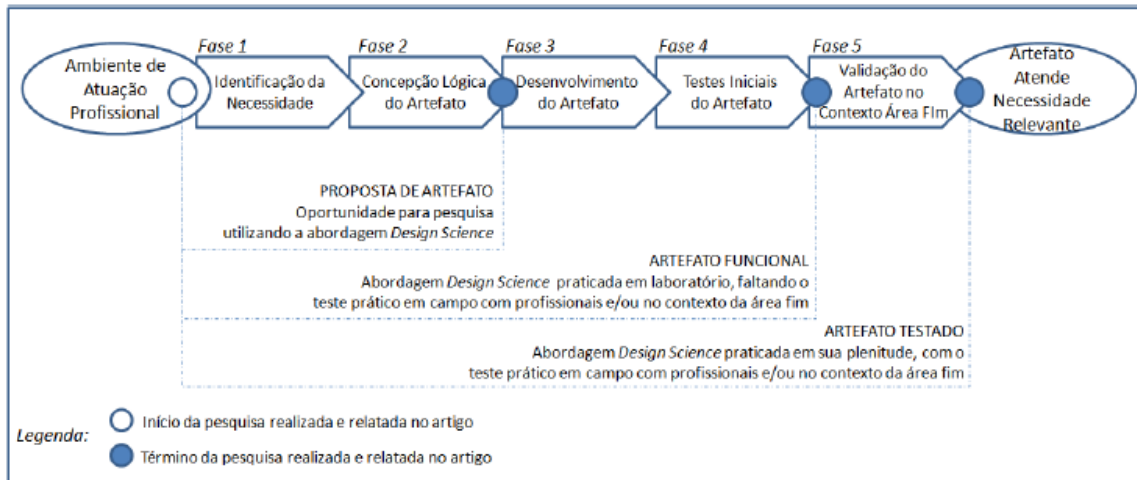 Fase 1
Fase 2
Fase 3
Fase 4
Fase 5
Ambiente de
Atuação
Profissional
Identificação da
Necessidade
Concepção Lógica
do Artefato
Desenvolvimento
do Artefato
Testes Iniciais
do Artefato
Validação do
Artefato no
Contexto Área FIm
Artefato
Atende
Necessidade
Relevante
PROPOSTA DE ARTEFATO
Oportunidade para pesquisa
utilizando a abordagem Design Science
ARTEFATO FUNCIONAL
Abordagem Design Science praticada em laboratório, faltando o
teste prático em campo com profissionais e/ou no contexto da área fim
ARTEFATO TESTADO
Abordagem Design Science praticada em sua plenitude, com o
teste prático em campo com profissionais e/ou no contexto da área fim
Legenda:
Início da pesquisa realizada e relatada no artigo
Término da pesquisa realizada e relatada no artigo